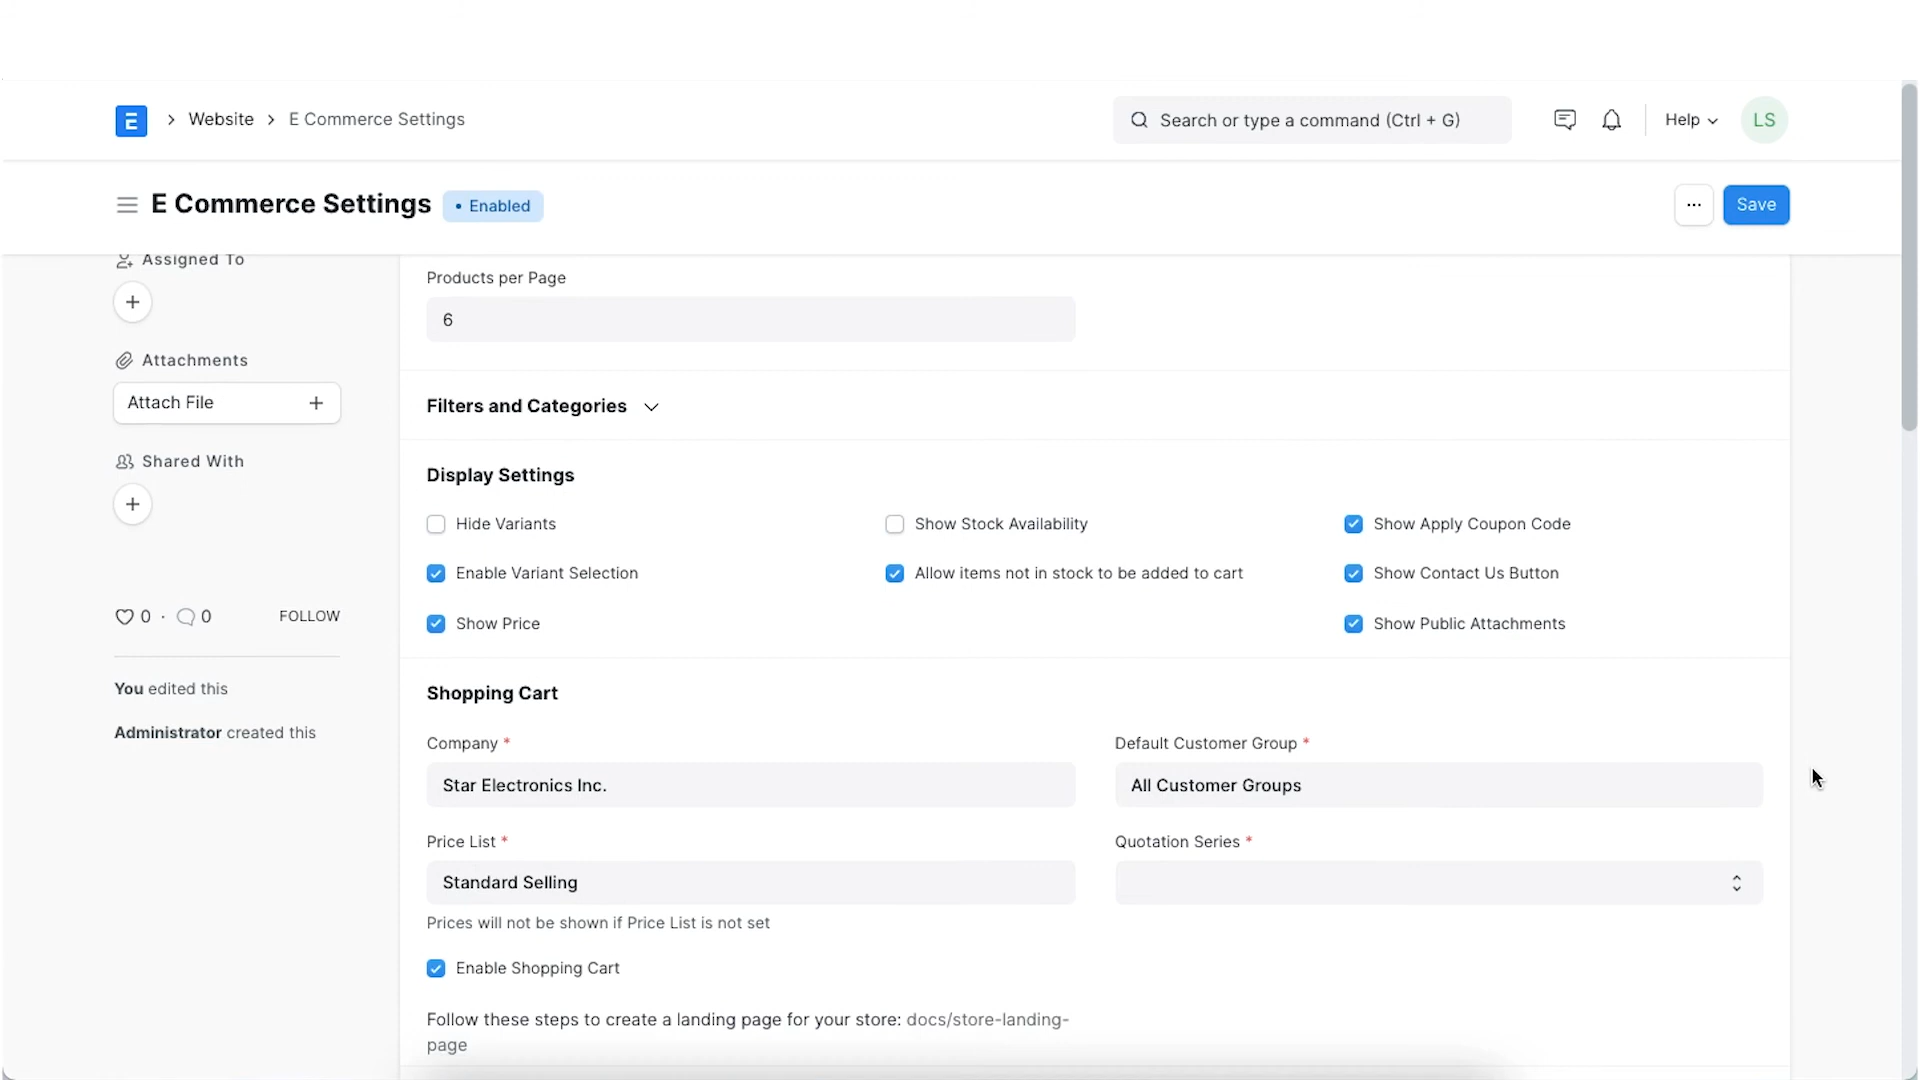 E
Website
E Commerce Settings
Search or type a command (Ctrl + G)
Help
LS
E Commerce Settings
• Enabled
...
Save
Assigned To
+
Attachments
Attach File +
Shared With
+
0 · 0
FOLLOW
You edited this
Administrator created this
Products per Page
6
Filters and Categories
Display Settings
Hide Variants
Show Stock Availability
Show Apply Coupon Code
Enable Variant Selection
Allow items not in stock to be added to cart
Show Contact Us Button
Show Price
Show Public Attachments
Shopping Cart
Company *
Default Customer Group *
Star Electronics Inc.
All Customer Groups
Price List *
Quotation Series *
Standard Selling
Prices will not be shown if Price List is not set
Enable Shopping Cart
Follow these steps to create a landing page for your store: docs/store-landing-
page